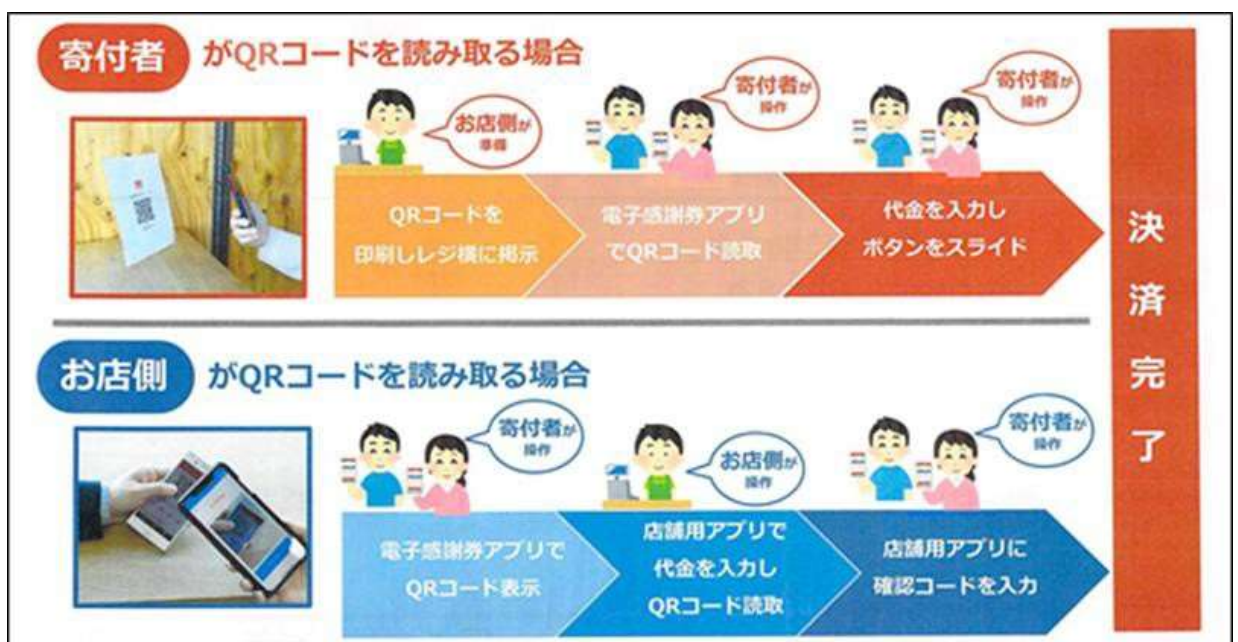 寄付者 がQRコードを読み取る場合
お店側が
準備
寄付者が
操作
寄付者が
操作
QRコードを
印刷しレジ横に掲示
電子感謝券アプリ
でQRコード読取
代金を入力し
ボタンをスライド
お店側 がQRコードを読み取る場合
寄付者が
操作
お店側が
操作
寄付者が
操作
電子感謝券アプリで
QRコード表示
店舗用アプリで
代金を入力し
QRコード読取
店舗用アプリに
確認コードを入力
決済完了